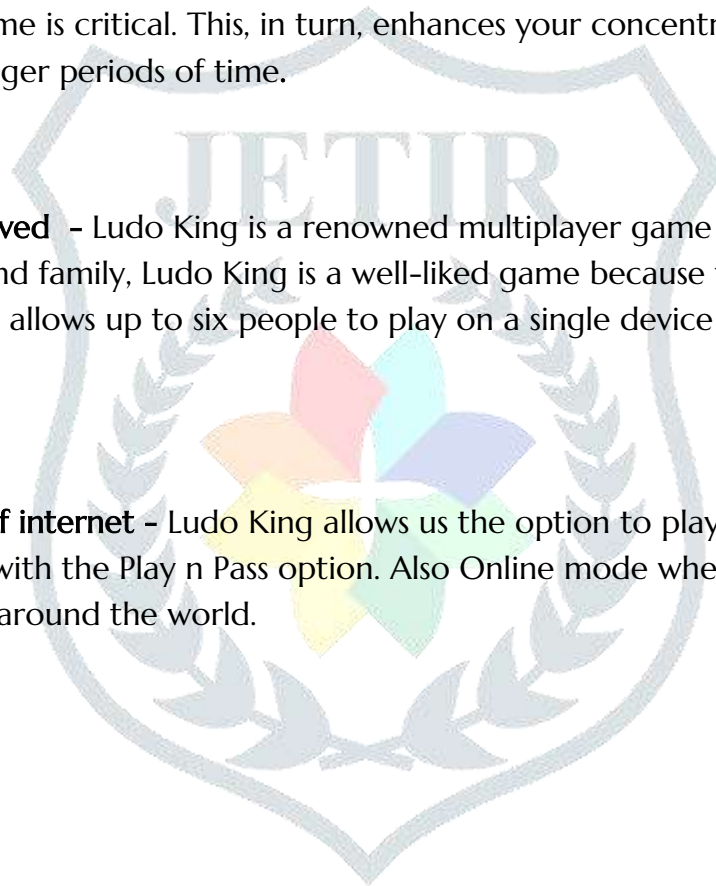 me is critical. This, in turn, enhances your concentr
ger periods of time.
JETIR
ved - Ludo King is a renowned multiplayer game
nd family, Ludo King is a well-liked game because
allows up to six people to play on a single device
f internet - Ludo King allows us the option to play
with the Play n Pass option. Also Online mode whe
around the world.